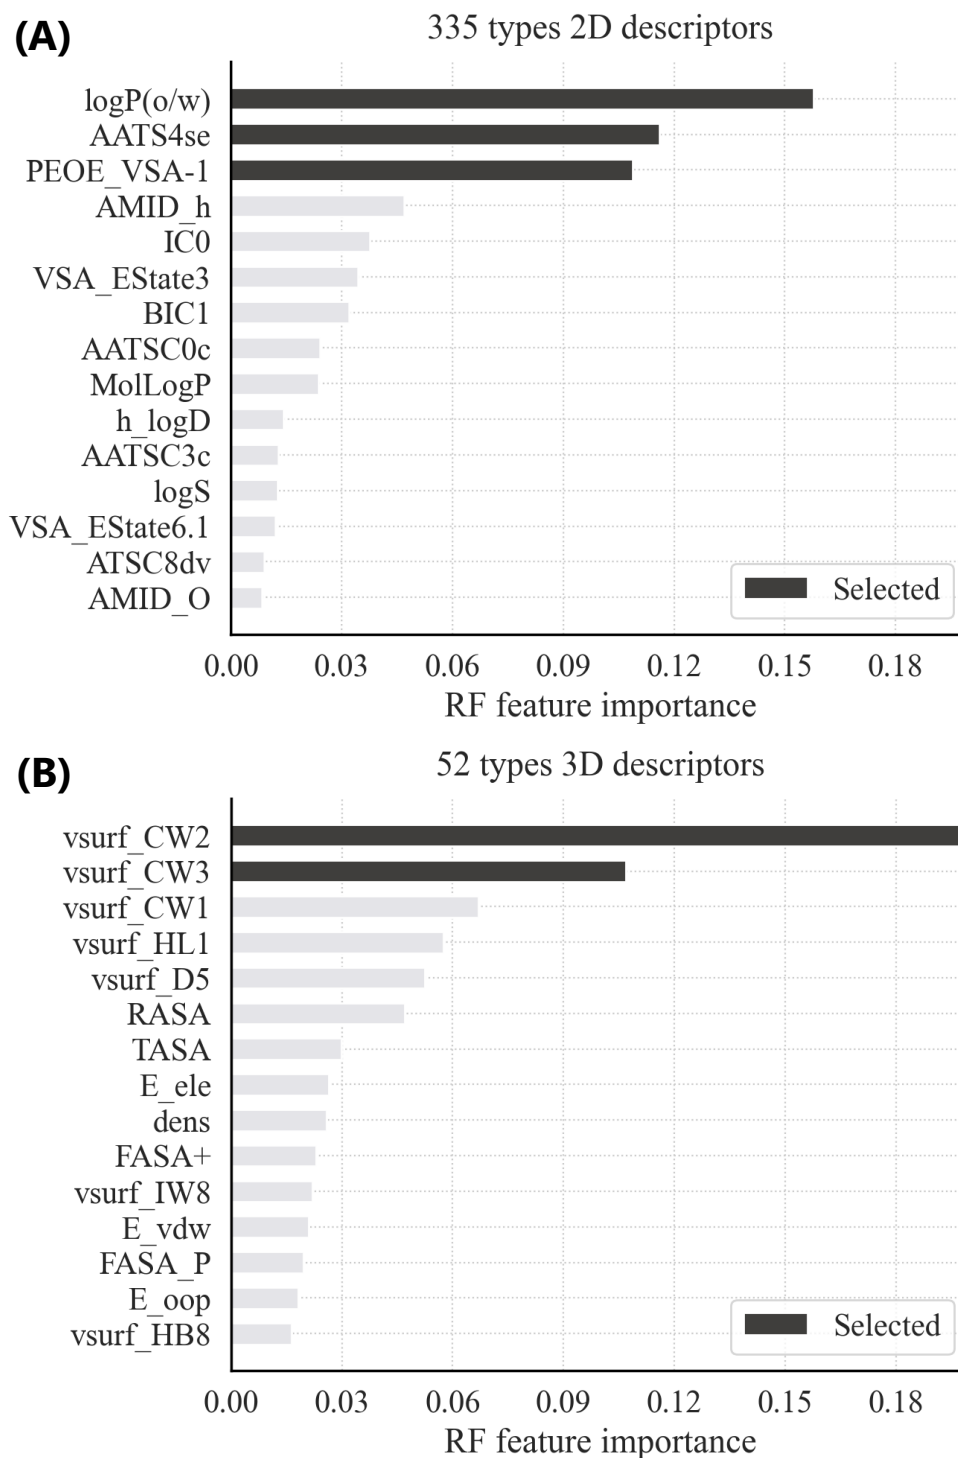 (A)
335 types 2D descriptors
logP(o/w)
AATS4se
PEOE_VSA-1
AMID_h
IC0
VSA_EState3
BIC1
AATSC0c
MolLogP
h_logD
AATSC3c
logS
VSA_EState6.1
ATSC8dv
AMID_O
Selected
0.00 0.03 0.06 0.09 0.12 0.15 0.18
RF feature importance
(B)
52 types 3D descriptors
vsurf_CW2
vsurf_CW3
vsurf_CW1
vsurf_HL1
vsurf_D5
RASA
TASA
E_ele
dens
FASA+
vsurf_IW8
E_vdw
FASA_P
E_oop
vsurf_HB8
Selected
0.00 0.03 0.06 0.09 0.12 0.15 0.18
RF feature importance